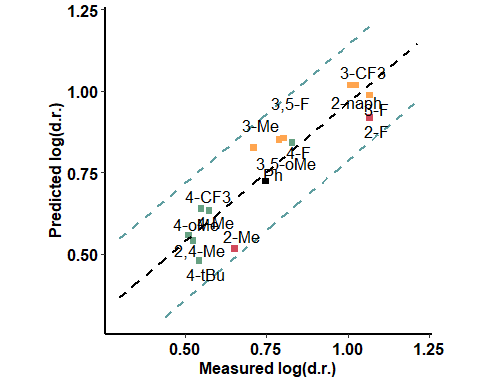 Predicted log(d.r.)
1.25
1.00
0.75
0.50
3-CF3
3,5-F
2-naph
3-F
3-Me
2-F
4-F
3,5-oMe
Ph
4-CF3
4-oMe
4-Me
2-Me
2,4-Me
4-tBu
0.50
0.75
1.00
1.25
Measured log(d.r.)